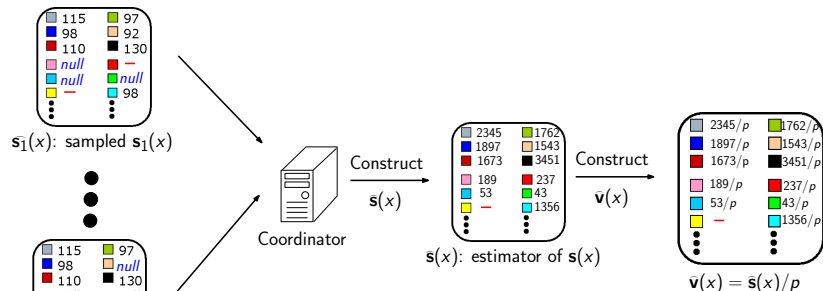 115 97
98 92
110 130
null —
null null
— 98
s̄₁(x): sampled s₁(x)
115 97
98 null
110 130
Coordinator
Construct
s̄(x)
2345 1762
1897 1543
1673 3451
189 237
53 43
— 1356
s̄(x): estimator of s(x)
Construct
v̄(x)
2345/p 1762/p
1897/p 1543/p
1673/p 3451/p
189/p 237/p
53/p 43/p
— 1356/p
v̄(x) = s̄(x)/p